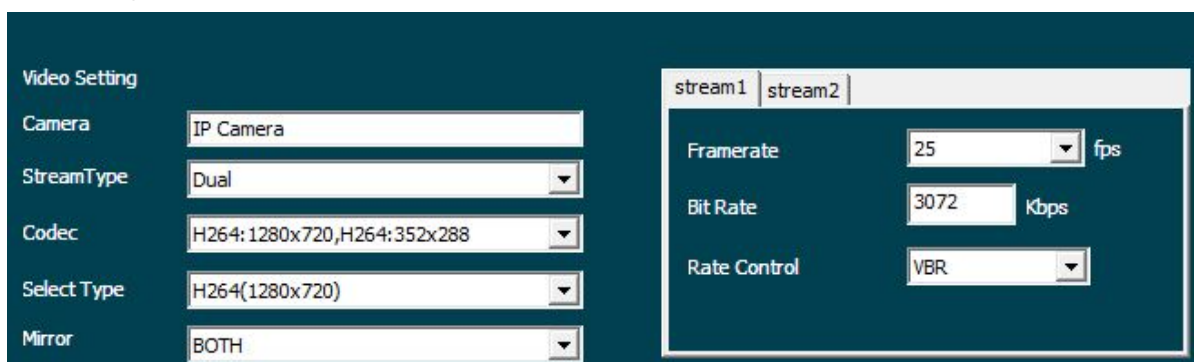 Video Setting
Camera IP Camera
StreamType Dual
Codec H264:1280x720,H264:352x288
Select Type H264(1280x720)
Mirror BOTH
stream1 stream2
Framerate 25 fps
Bit Rate 3072 Kbps
Rate Control VBR